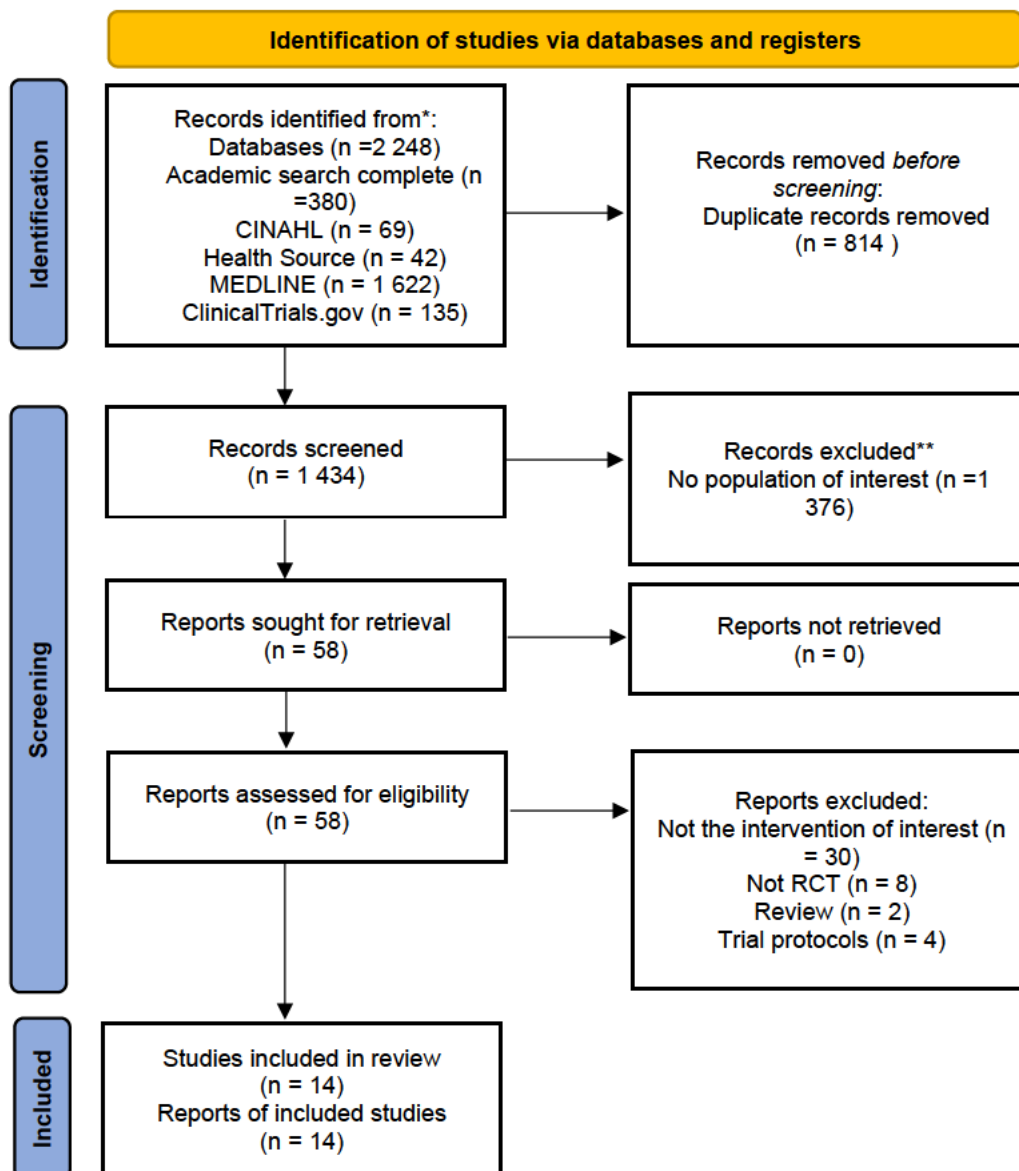 Identification of studies via databases and registers
Identification
Records identified from*:
Databases (n =2 248)
Academic search complete (n
=380)
CINAHL (n = 69)
Health Source (n = 42)
MEDLINE (n = 1 622)
ClinicalTrials.gov (n = 135)
Records removed before
screening:
Duplicate records removed
(n = 814 )
Screening
Records screened
(n = 1 434)
Records excluded**
No population of interest (n =1
376)
Reports sought for retrieval
(n = 58)
Reports not retrieved
(n = 0)
Reports assessed for eligibility
(n = 58)
Reports excluded:
Not the intervention of interest (n
= 30)
Not RCT (n = 8)
Review (n = 2)
Trial protocols (n = 4)
Included
Studies included in review
(n = 14)
Reports of included studies
(n = 14)